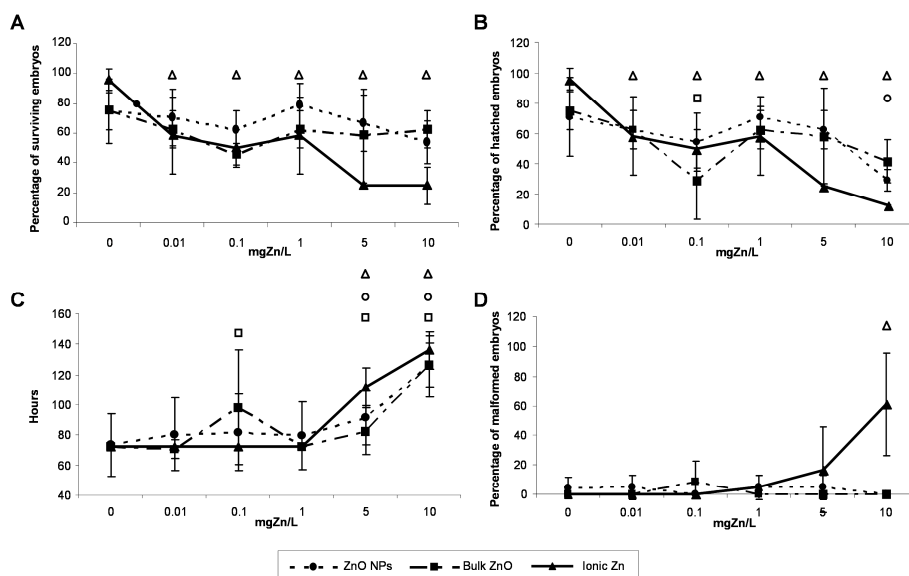 A
Percentage of surviving embryos
120
100
80
60
40
20
0
0 0.01 0.1 1 5 10
mgZn/L
B
Percentage of hatched embryos
120
100
80
60
40
20
0
0 0.01 0.1 1 5 10
mgZn/L
C
Hours
160
140
120
100
80
60
40
0 0.01 0.1 1 5 10
mgZn/L
D
Percentage of malformed embryos
120
100
80
60
40
20
0
0 0.01 0.1 1 5 10
mgZn/L
ZnO NPs Bulk ZnO Ionic Zn